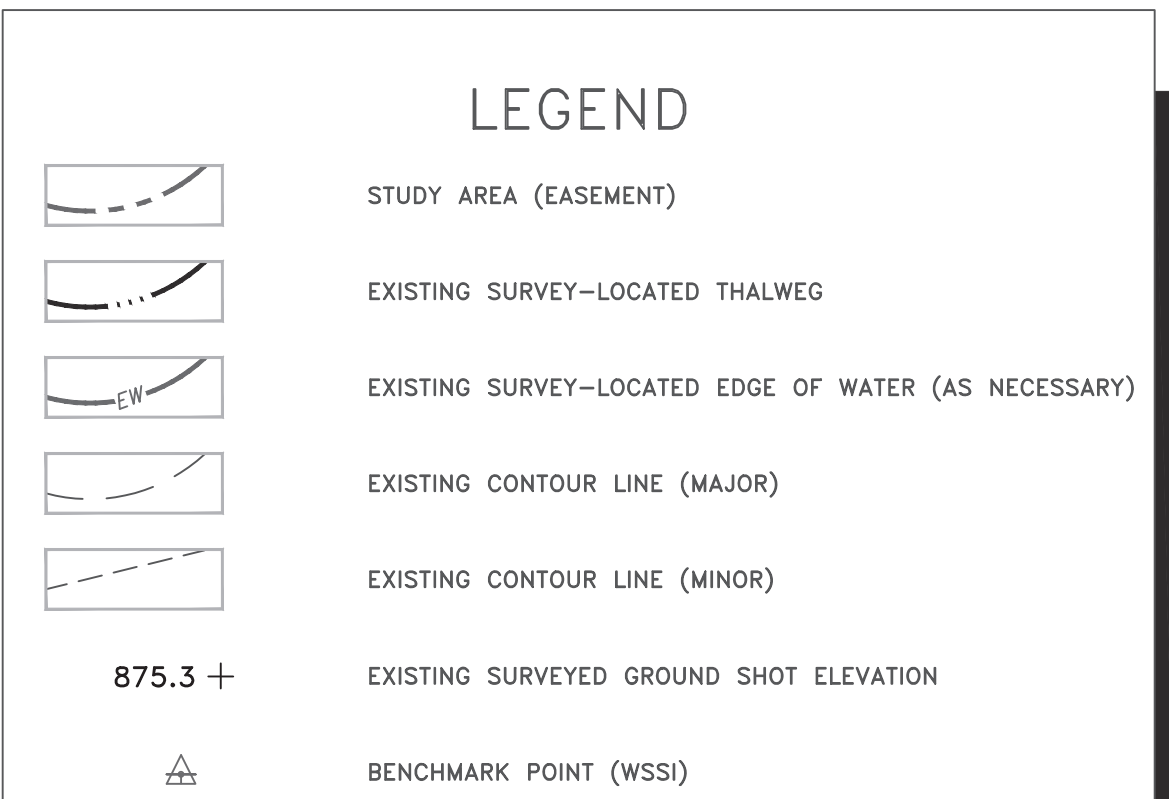 LEGEND
STUDY AREA (EASEMENT)
EXISTING SURVEY-LOCATED THALWEG
EW EXISTING SURVEY-LOCATED EDGE OF WATER (AS NECESSARY)
EXISTING CONTOUR LINE (MAJOR)
EXISTING CONTOUR LINE (MINOR)
875.3 EXISTING SURVEYED GROUND SHOT ELEVATION
BENCHMARK POINT (WSSI)